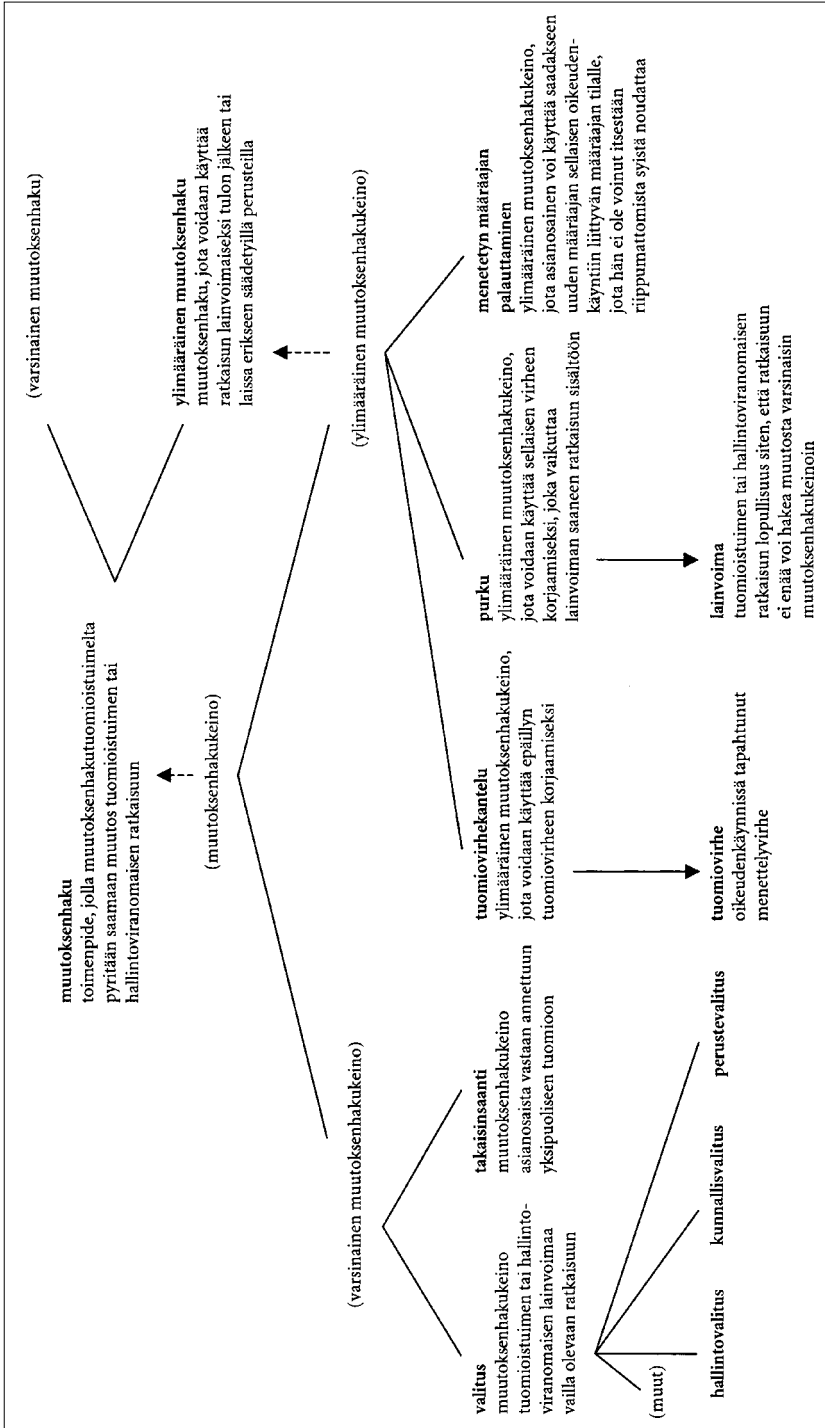 muutoksenhaku
toimenpide, jolla muutoksenhakutuomioistuimelta
pyritään saamaan muutos tuomioistuimen tai
hallintoviranomaisen ratkaisuun
(varsinainen muutoksenhaku)
ylimääräinen muutoksenhaku
muutoksenhaku, jota voidaan käyttää
ratkaisun lainvoimaiseksi tulon jälkeen tai
laissa erikseen säädetyillä perusteilla
(muutoksenhakukeino)
(varsinainen muutoksenhakukeino)
(ylimääräinen muutoksenhakukeino)
valitus
muutoksenhakukeino
tuomioistuimen tai hallinto-
viranomaisen lainvoimaa
vailla olevaan ratkaisuun
takaisinsaanti
muutoksenhakukeino
asianosaista vastaan annettuun
yksipuoliseen tuomioon
tuomiovirhekantelu
ylimääräinen muutoksenhakukeino,
jota voidaan käyttää epäillyn
tuomiovirheen korjaamiseksi
purku
ylimääräinen muutoksenhakukeino,
jota voidaan käyttää sellaisen virheen
korjaamiseksi, joka vaikuttaa
lainvoiman saaneen ratkaisun sisältöön
menetetyn määräajan
palauttaminen
ylimääräinen muutoksenhakukeino,
jota asianosainen voi käyttää saadakseen
uuden määräajan sellaisen oikeuden-
käyntiin liittyvän määräajan tilalle,
jota hän ei ole voinut itsestään
riippumattomista syistä noudattaa
(muut)
hallintovalitus
kunnallisvalitus
perustevalitus
tuomiovirhe
oikeudenkäynnissä tapahtunut
menettelyvirhe
lainvoima
tuomioistuimen tai hallintoviranomaisen
ratkaisun lopullisuus siten, että ratkaisuun
ei enää voi hakea muutosta varsinaisin
muutoksenhakukeinoin